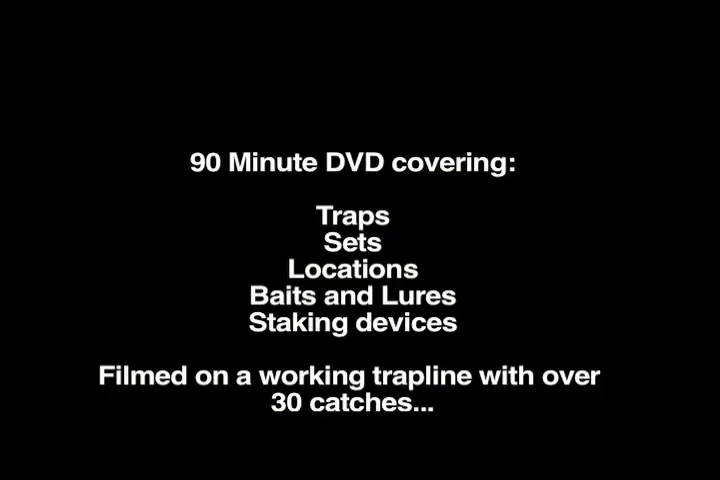 90 Minute DVD covering:
Traps
Sets
Locations
Baits and Lures
Staking devices
Filmed on a working trapline with over
30 catches...